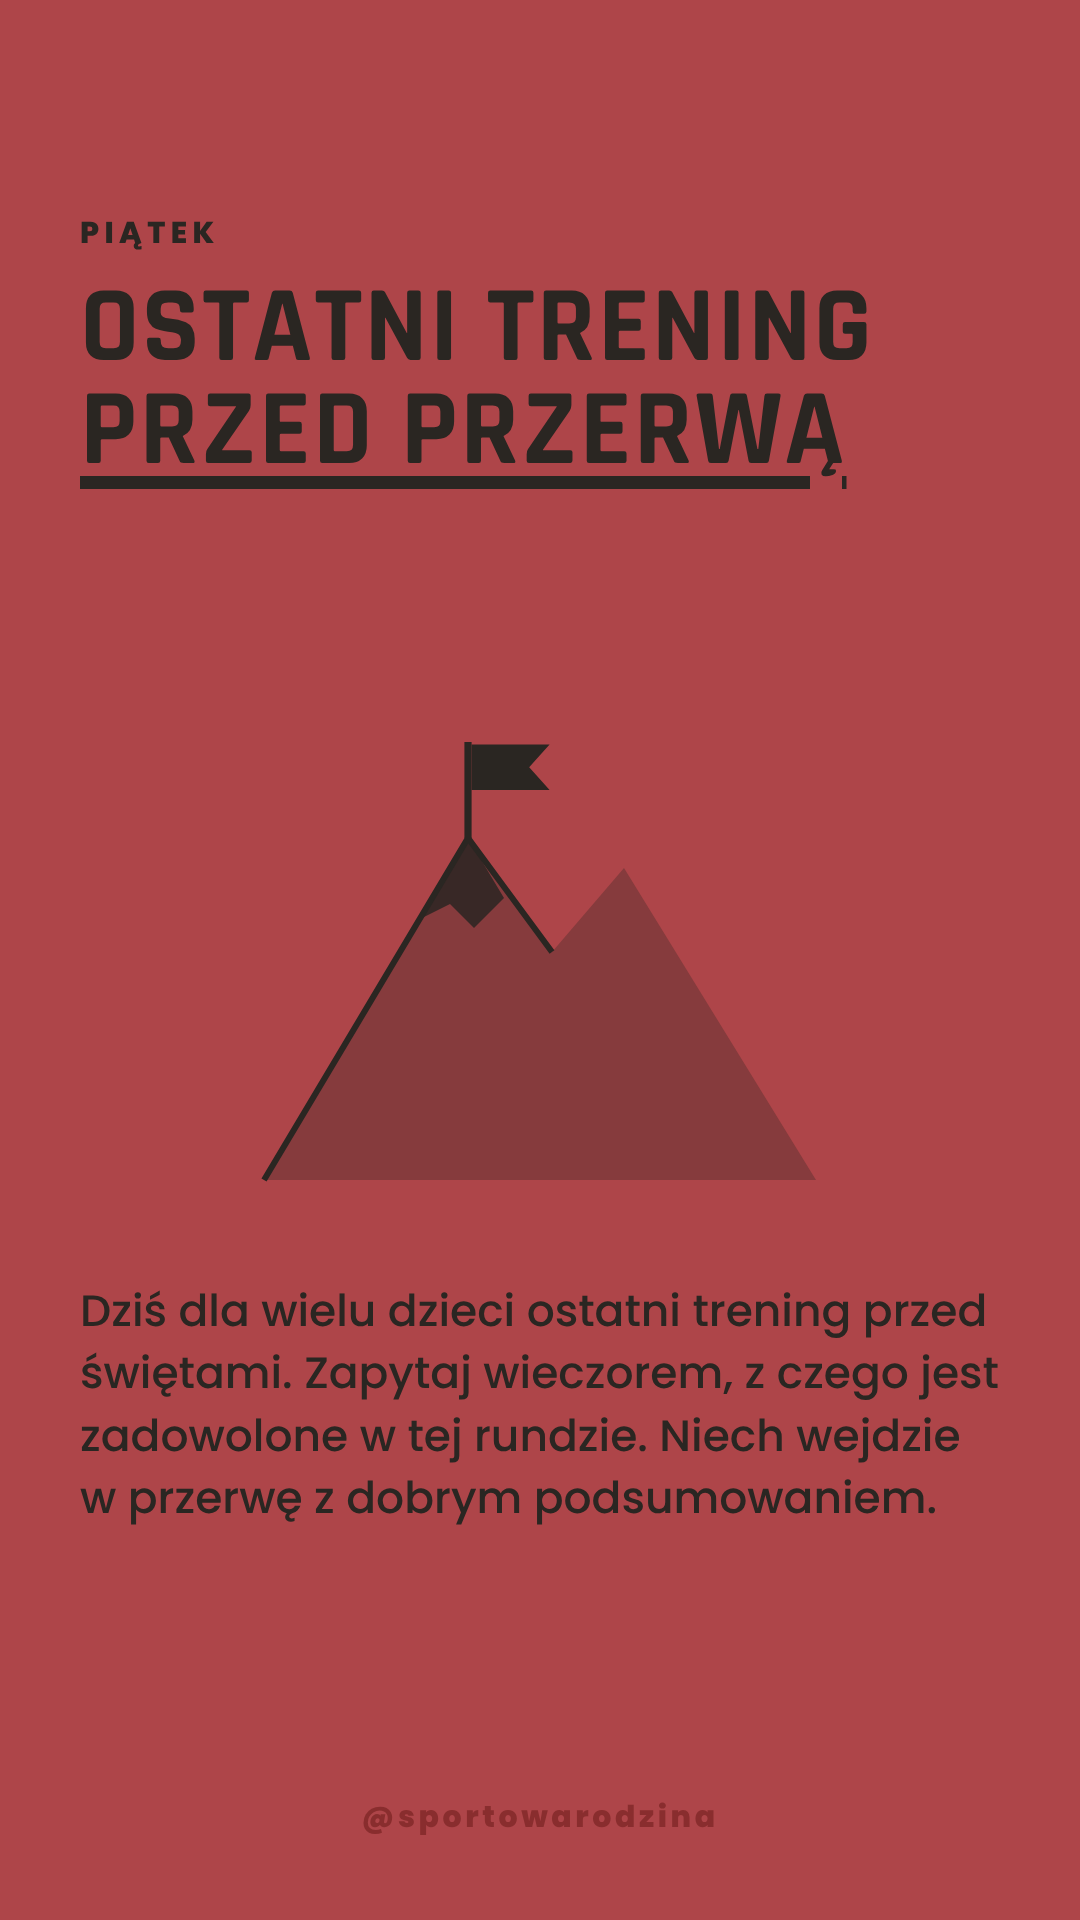 PIĄTEK
OSTATNI TRENING
PRZED PRZERWĄ
Dziś dla wielu dzieci ostatni trening przed
świętami. Zapytaj wieczorem, z czego jest
zadowolone w tej rundzie. Niech wejdzie
w przerwę z dobrym podsumowaniem.
@sportowarodzina